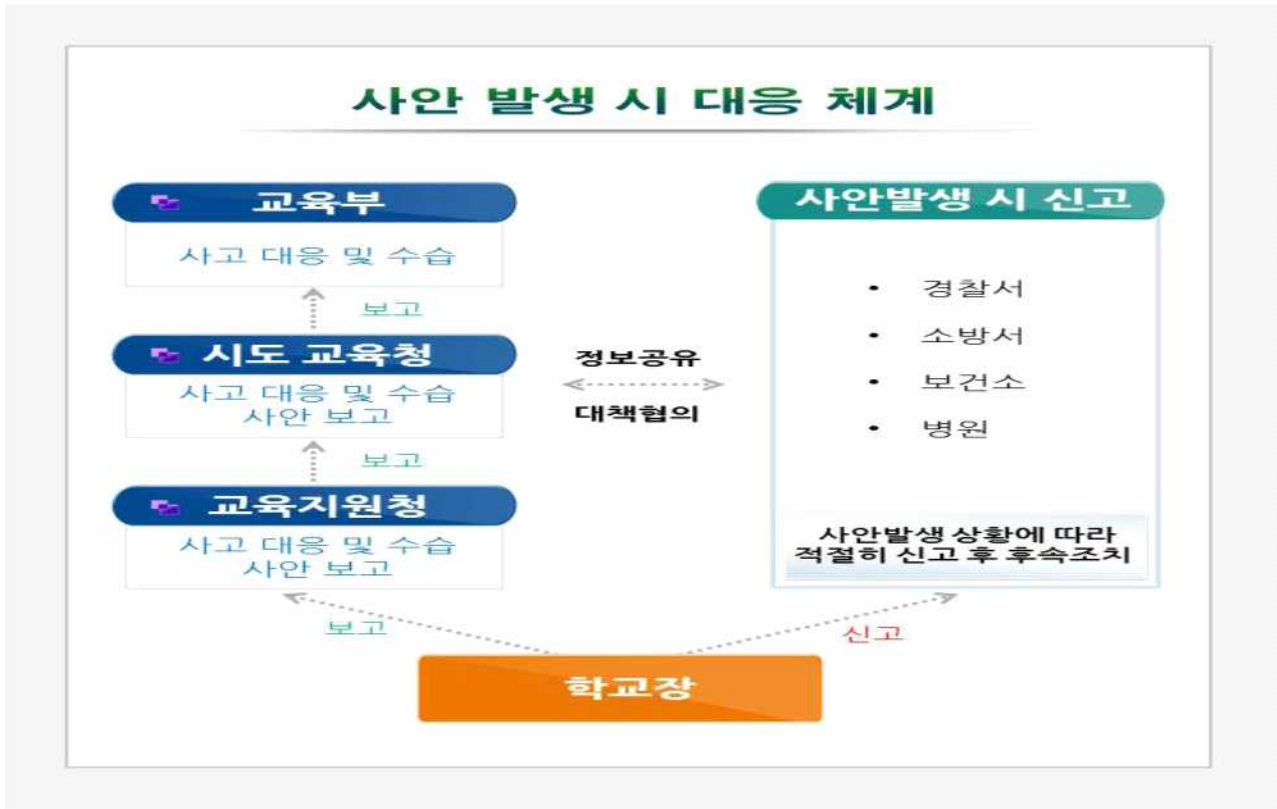 사안 발생 시 대응 체계
교육부
사고 대응 및 수습
보고
시도 교육청
사고 대응 및 수습
사안 보고
보고
교육지원청
사고 대응 및 수습
사안 보고
정보공유
대책협의
사안발생 시 신고
• 경찰서
• 소방서
• 보건소
• 병원
사안발생 상황에 따라
적절히 신고 후 후속조치
보고
신고
학교장